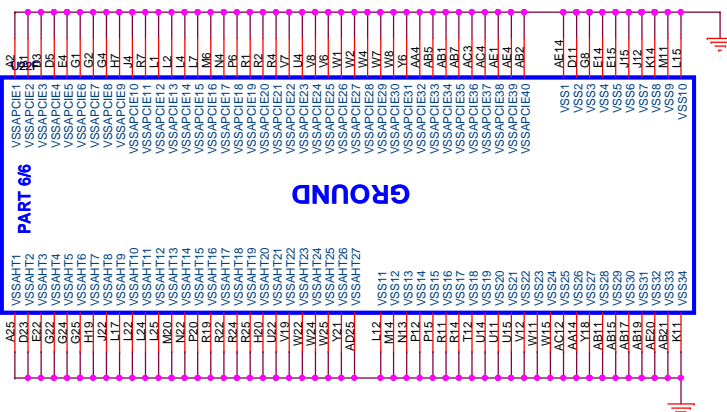 A2
D3
D5
E4
G1
G2
G4
H7
J4
R7
L1
L2
L4
L7
M6
N4
P6
R1
R2
R4
V7
U4
V8
V6
W1
W2
W4
W7
W8
Y6
AA4
AB5
AB1
AB7
AC3
AC4
AE1
AE4
AB2
AE14
D11
G8
E14
E15
J15
J12
K14
M11
L15
VSSAPCIE1
VSSAPCIE2
VSSAPCIE3
VSSAPCIE4
VSSAPCIE5
VSSAPCIE6
VSSAPCIE7
VSSAPCIE8
VSSAPCIE9
VSSAPCIE10
VSSAPCIE11
VSSAPCIE12
VSSAPCIE13
VSSAPCIE14
VSSAPCIE15
VSSAPCIE16
VSSAPCIE17
VSSAPCIE18
VSSAPCIE19
VSSAPCIE20
VSSAPCIE21
VSSAPCIE22
VSSAPCIE23
VSSAPCIE24
VSSAPCIE25
VSSAPCIE26
VSSAPCIE27
VSSAPCIE28
VSSAPCIE29
VSSAPCIE30
VSSAPCIE31
VSSAPCIE32
VSSAPCIE33
VSSAPCIE34
VSSAPCIE35
VSSAPCIE36
VSSAPCIE37
VSSAPCIE38
VSSAPCIE39
VSSAPCIE40
VSS1
VSS2
VSS3
VSS4
VSS5
VSS6
VSS7
VSS8
VSS9
VSS10
PART 6/6
GROUND
VSSAHT1
VSSAHT2
VSSAHT3
VSSAHT4
VSSAHT5
VSSAHT6
VSSAHT7
VSSAHT8
VSSAHT9
VSSAHT10
VSSAHT11
VSSAHT12
VSSAHT13
VSSAHT14
VSSAHT15
VSSAHT16
VSSAHT17
VSSAHT18
VSSAHT19
VSSAHT20
VSSAHT21
VSSAHT22
VSSAHT23
VSSAHT24
VSSAHT25
VSSAHT26
VSSAHT27
VSS11
VSS12
VSS13
VSS14
VSS15
VSS16
VSS17
VSS18
VSS19
VSS20
VSS21
VSS22
VSS23
VSS24
VSS25
VSS26
VSS27
VSS28
VSS29
VSS30
VSS31
VSS32
VSS33
VSS34
A25
D23
E22
G22
G24
G25
H19
J22
L17
L22
L24
L25
M20
N22
P20
R19
R22
R24
R25
H20
U22
V19
W22
W24
W25
Y21
AD25
L12
M14
N13
P12
P15
R11
R14
T12
U14
U11
U15
V12
W11
W15
AC12
AA14
Y18
AB11
AB15
AB17
AB19
AE20
AB21
K11